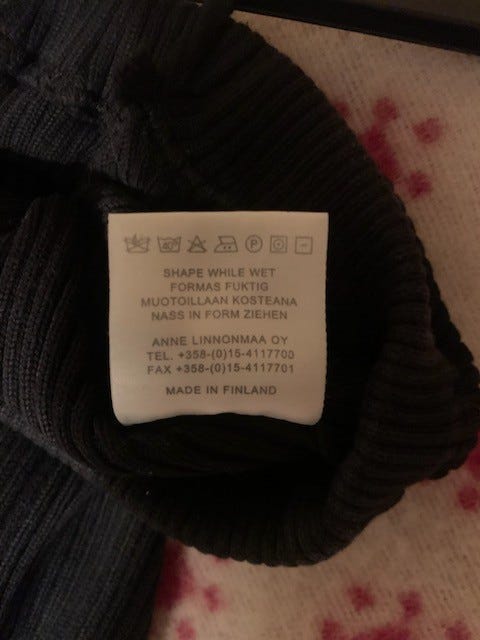 40°
P
SHAPE WHILE WET
FORMAS FUKTIG
MUOTOILLAAN KOSTEANA
NASS IN FORM ZIEHEN
ANNE LINNONMAA OY
TEL. +358-(0)15-4117700
FAX +358-(0)15-4117701
MADE IN FINLAND